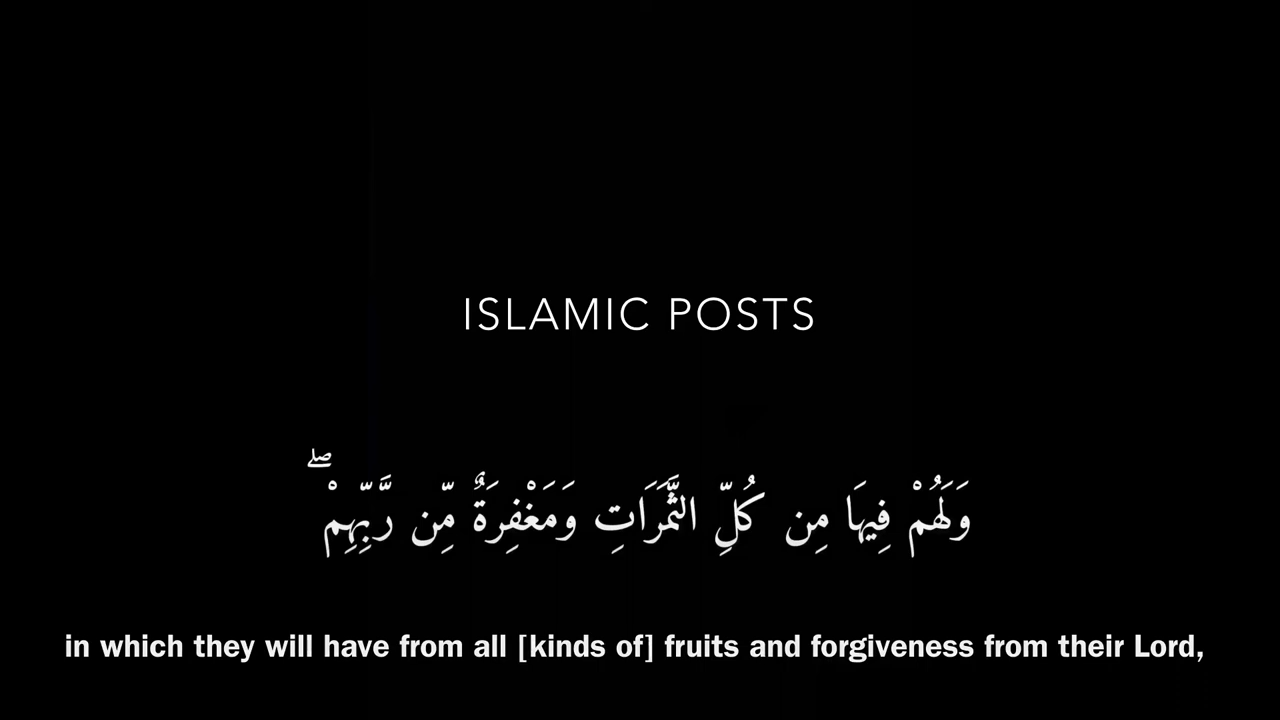 ISLAMIC POSTS
وَلَهُمْ فِيهَا مِن كُلِّ الثَّمَرَاتِ وَمَغْفِرَةٌ مِّن رَّبِّهِمْ ۖ
in which they will have from all [kinds of] fruits and forgiveness from their Lord,